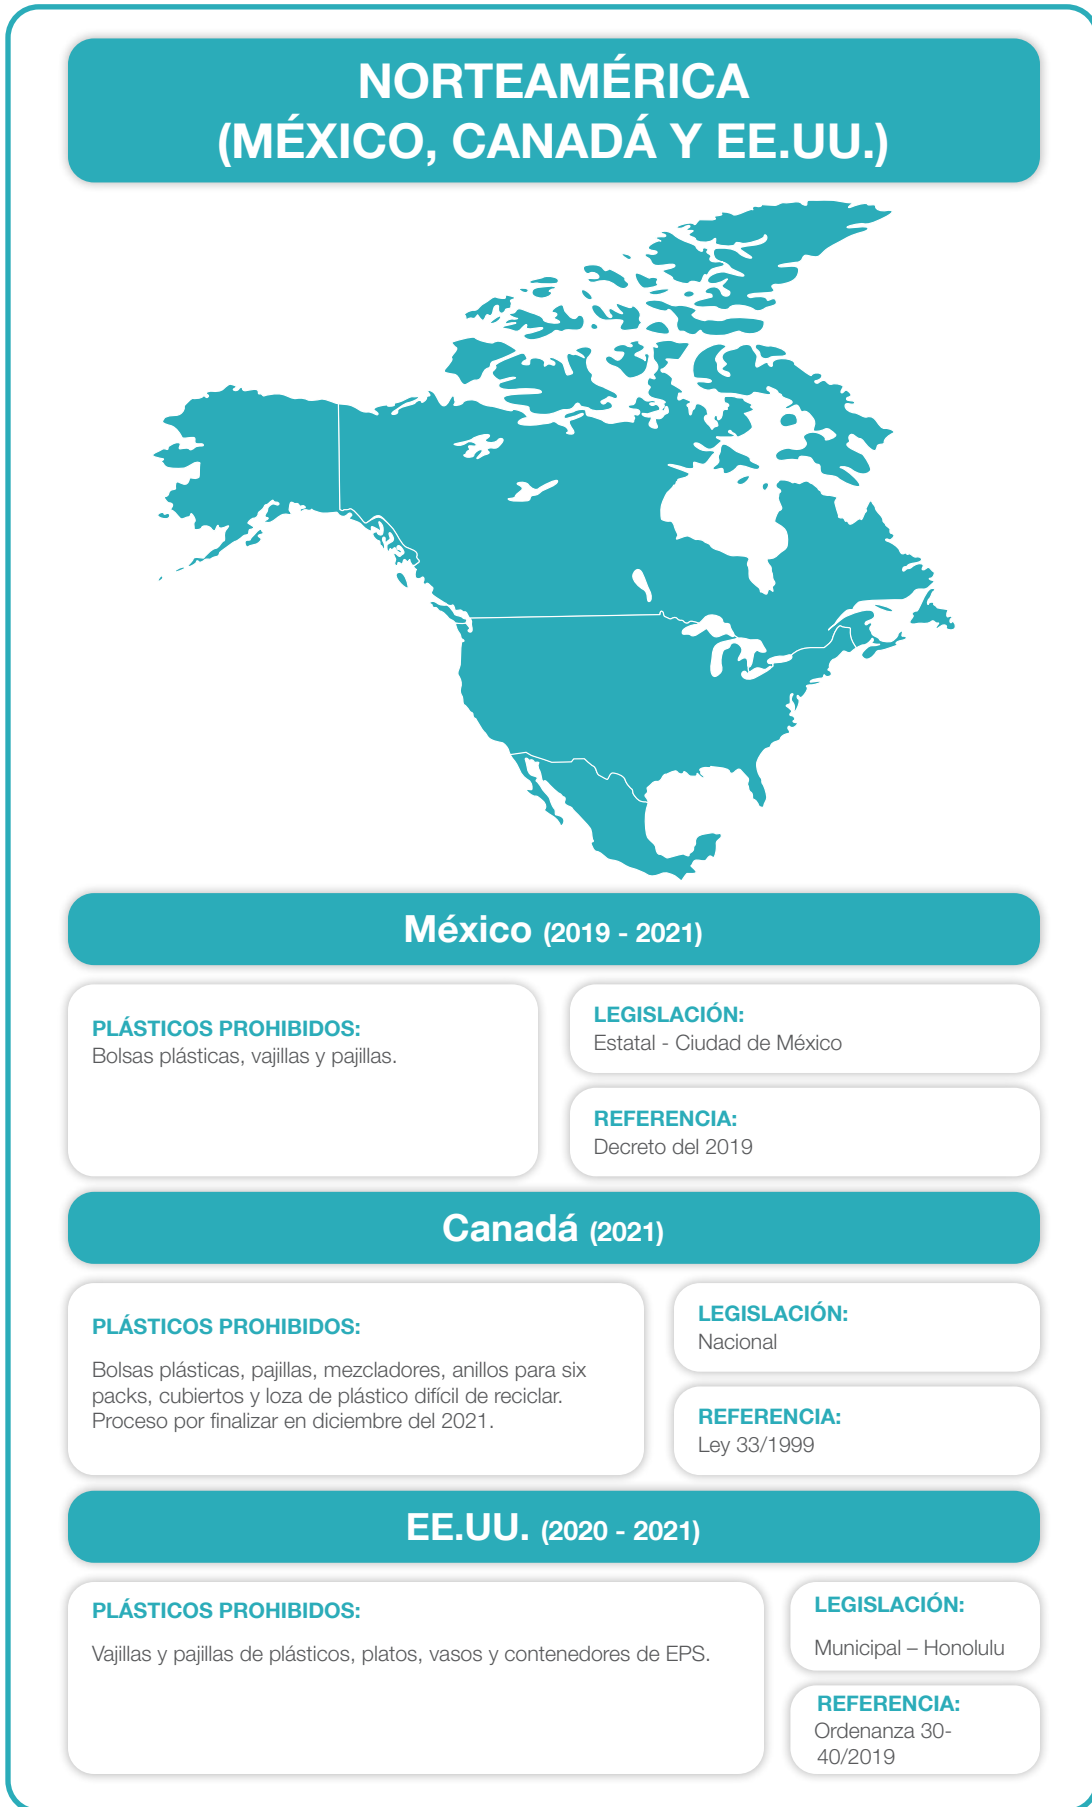 NORTEAMÉRICA
(MÉXICO, CANADÁ Y EE.UU.)
México (2019 - 2021)
PLÁSTICOS PROHIBIDOS:
Bolsas plásticas, vajillas y pajillas.
LEGISLACIÓN:
Estatal - Ciudad de México
REFERENCIA:
Decreto del 2019
Canadá (2021)
PLÁSTICOS PROHIBIDOS:
Bolsas plásticas, pajillas, mezcladores, anillos para six
packs, cubiertos y loza de plástico difícil de reciclar.
Proceso por finalizar en diciembre del 2021.
LEGISLACIÓN:
Nacional
REFERENCIA:
Ley 33/1999
EE.UU. (2020 - 2021)
PLÁSTICOS PROHIBIDOS:
Vajillas y pajillas de plásticos, platos, vasos y contenedores de EPS.
LEGISLACIÓN:
Municipal – Honolulu
REFERENCIA:
Ordenanza 30-
40/2019